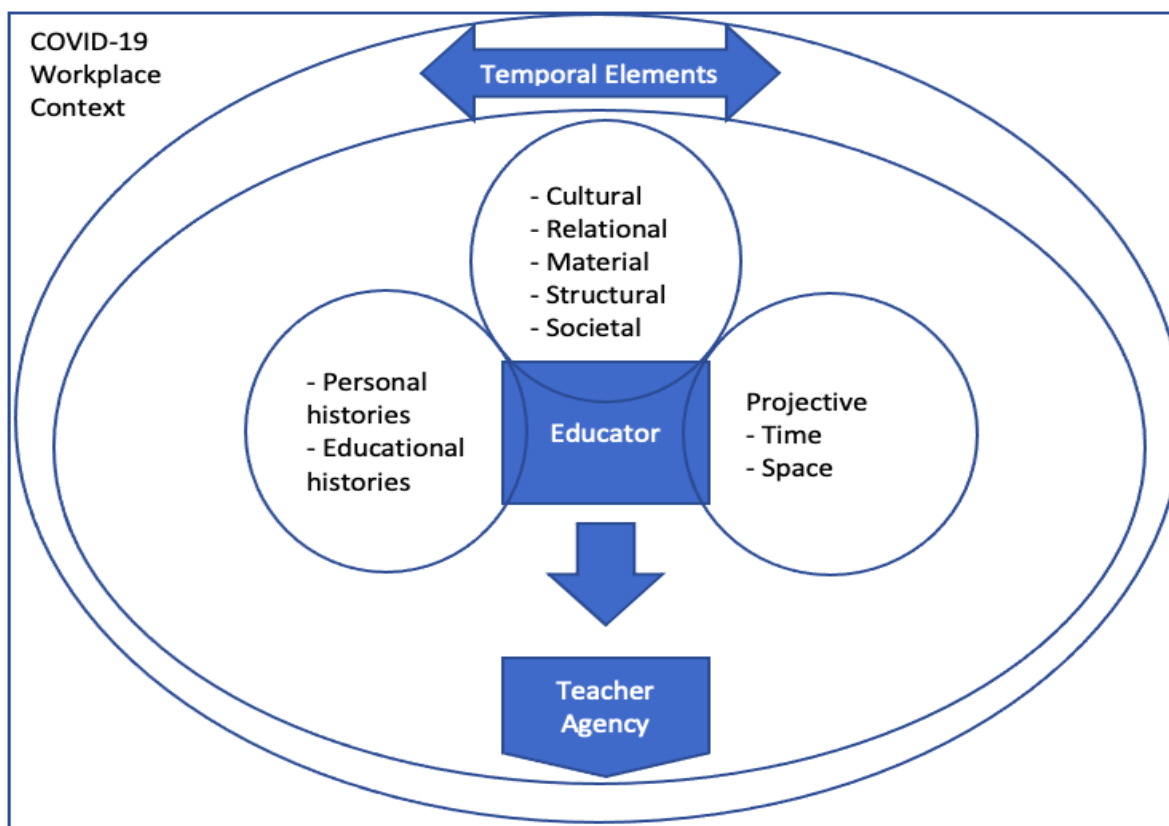 COVID-19
Workplace
Context
Temporal Elements
- Cultural
- Relational
- Material
- Structural
- Societal
- Personal
histories
- Educational
histories
Educator
Projective
- Time
- Space
Teacher
Agency